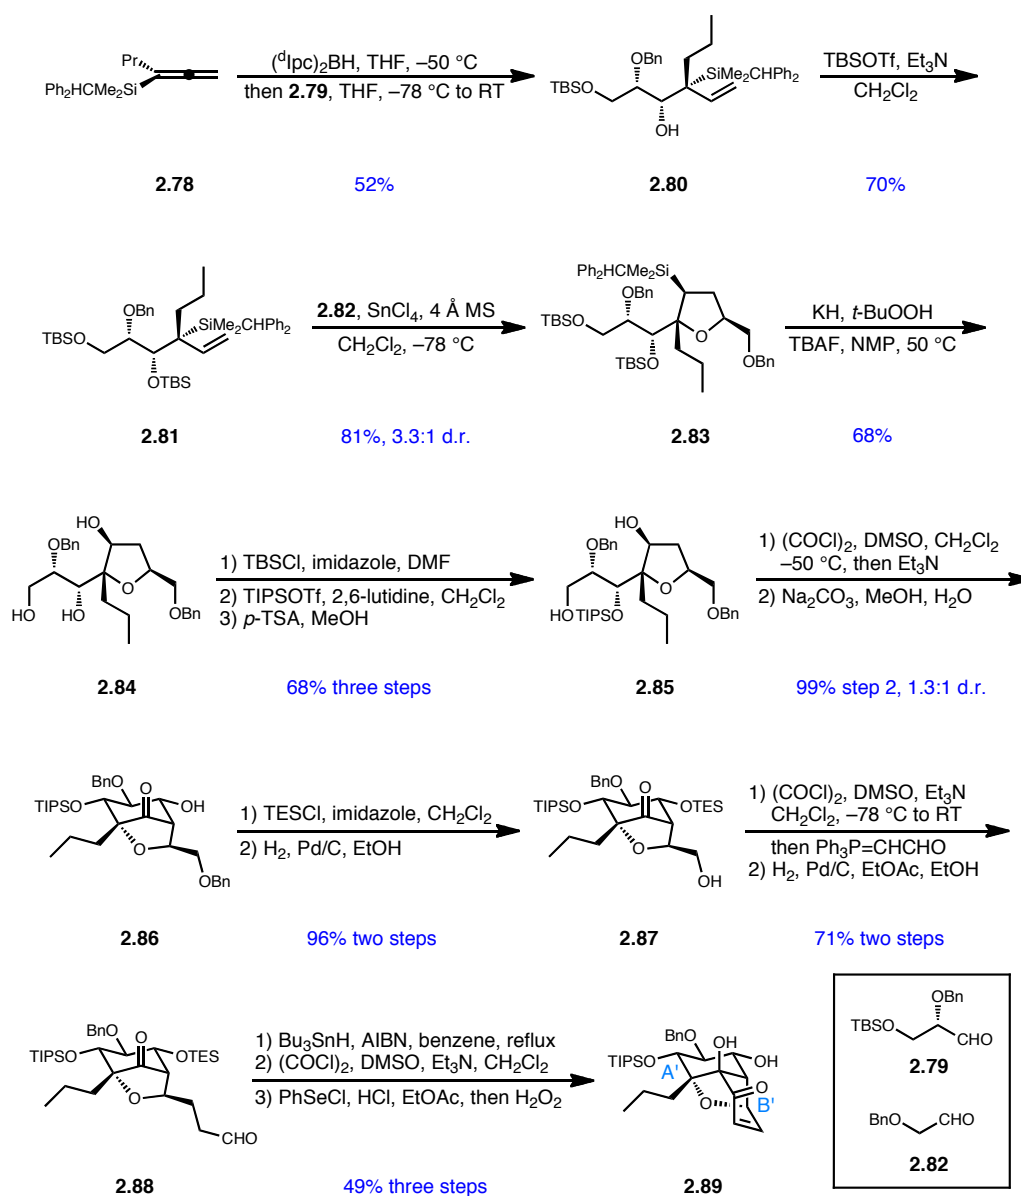 Pr
Ph2HCMe2Si
(dIpc)2BH, THF, –50 °C
then 2.79, THF, –78 °C to RT
OBn
TBSO
SiMe2CHPh2
OH
TBSOTf, Et3N
CH2Cl2
2.78
52%
2.80
70%
OBn
TBSO
SiMe2CHPh2
OTBS
2.82, SnCl4, 4 Å MS
CH2Cl2, –78 °C
Ph2HCMe2Si
OBn
TBSO
O
TBSO
OBn
KH, t-BuOOH
TBAF, NMP, 50 °C
2.81
81%, 3.3:1 d.r.
2.83
68%
HO
OBn
O
HO
HO
OBn
1) TBSCl, imidazole, DMF
2) TIPSOTf, 2,6-lutidine, CH2Cl2
3) p-TSA, MeOH
HO
OBn
O
HO
TIPSO
OBn
1) (COCl)2, DMSO, CH2Cl2
–50 °C, then Et3N
2) Na2CO3, MeOH, H2O
2.84
68% three steps
2.85
99% step 2, 1.3:1 d.r.
BnO
O
TIPSO
OH
O
OBn
1) TESCl, imidazole, CH2Cl2
2) H2, Pd/C, EtOH
BnO
O
TIPSO
OTES
O
OH
1) (COCl)2, DMSO, Et3N
CH2Cl2, –78 °C to RT
then Ph3P=CHCHO
2) H2, Pd/C, EtOAc, EtOH
2.86
96% two steps
2.87
71% two steps
BnO
O
TIPSO
OTES
O
CHO
1) Bu3SnH, AIBN, benzene, reflux
2) (COCl)2, DMSO, Et3N, CH2Cl2
3) PhSeCl, HCl, EtOAc, then H2O2
BnO
OH
TIPSO
OH
A'
O
O
B'
OBn
TBSO
CHO
2.79
BnO
CHO
2.82
2.88
49% three steps
2.89